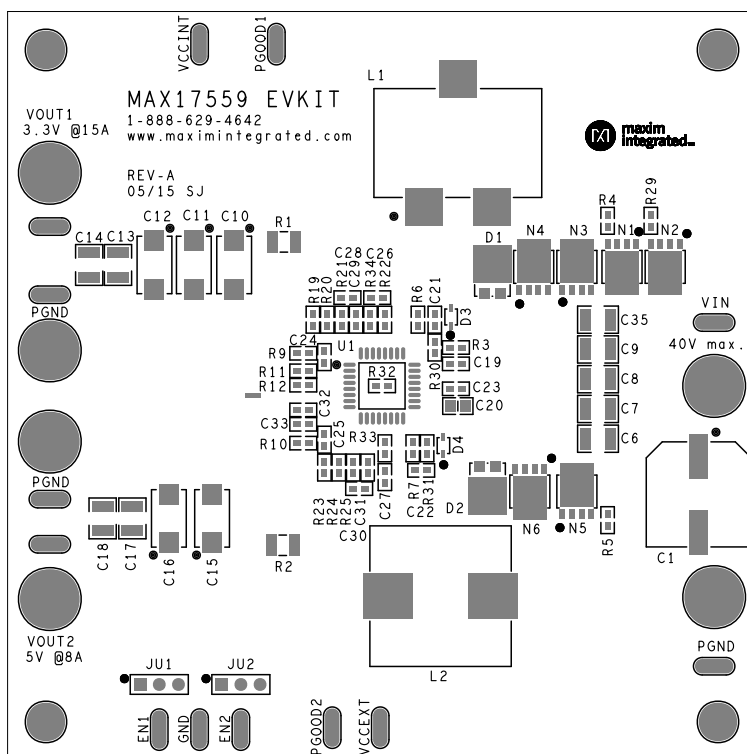 VCCINT
PGOOD1
L1
VOUT1
3.3V @15A
MAX17559 EVKIT
1-888-629-4642
www.maximintegrated.com
maxim
integrated™
REV-A
05/15 SJ
R4
R29
C12
C11
C10
R1
C14
C13
D1
N4
N3
N1
N2
C28
C26
R19
R20
R21
C29
R34
R22
R6
C21
D3
PGND
VIN
C35
40V max.
C24
U1
R9
R3
C9
R11
R32
R30
C19
R12
C8
C23
C32
C20
C7
C33
C25
R33
R10
D4
C6
PGND
R23
R24
R25
C31
C27
R7
R31
C22
D2
C30
N6
N5
R5
C18
C17
C16
C15
R2
C1
VOUT2
5V @8A
PGND
JU1
JU2
L2
EN1
GND
EN2
PGOOD2
VCCEXT